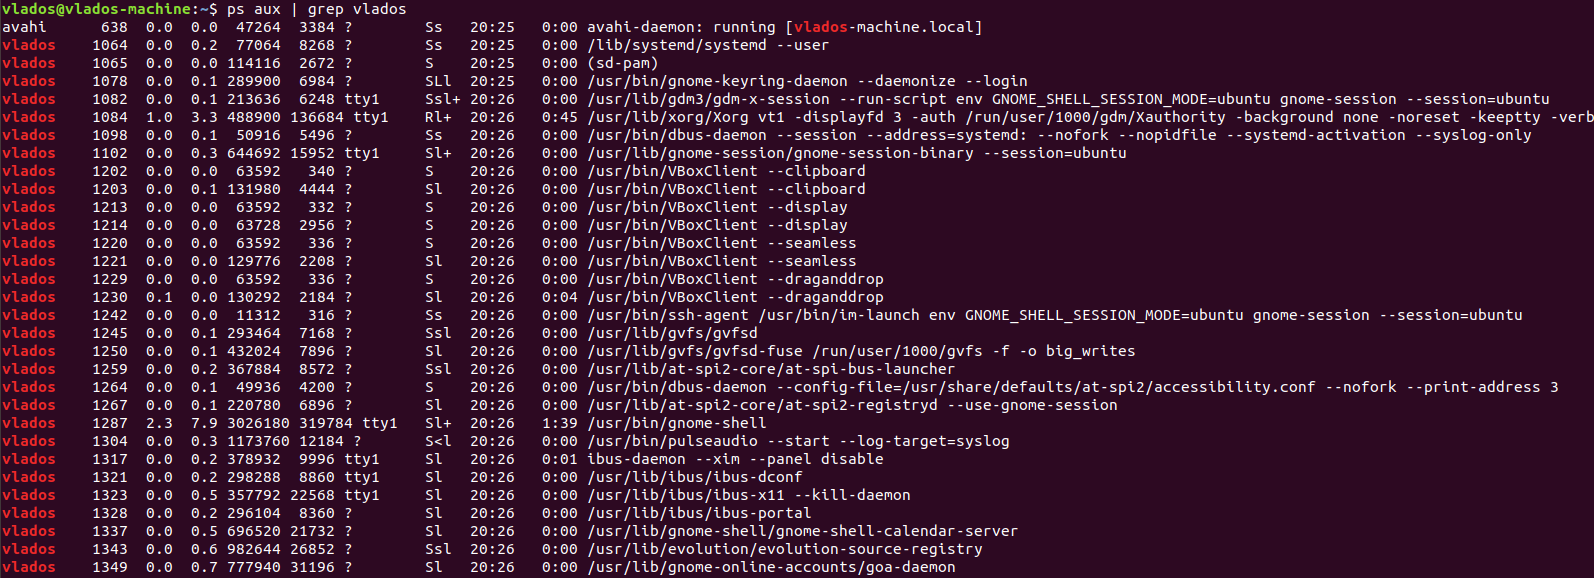 vlados@vlados-machine:~$ ps aux | grep vlados
avahi      638  0.0  0.0  47264  3384 ?        Ss   20:25   0:00 avahi-daemon: running [vlados-machine.local]
vlados    1064  0.0  0.2  77064  8268 ?        Ss   20:25   0:00 /lib/systemd/systemd --user
vlados    1065  0.0  0.0 114116  2672 ?        S    20:25   0:00 (sd-pam)
vlados    1078  0.0  0.1 289900  6984 ?        SLl  20:25   0:00 /usr/bin/gnome-keyring-daemon --daemonize --login
vlados    1082  0.0  0.1 213636  6248 tty1     Ssl+ 20:26   0:00 /usr/lib/gdm3/gdm-x-session --run-script env GNOME_SHELL_SESSION_MODE=ubuntu gnome-session --session=ubuntu
vlados    1084  1.0  3.3 488900 136684 tty1    Rl+  20:26   0:45 /usr/lib/xorg/Xorg vt1 -displayfd 3 -auth /run/user/1000/gdm/Xauthority -background none -noreset -keeptty -verb
vlados    1098  0.0  0.1  50916  5496 ?        Ss   20:26   0:00 /usr/bin/dbus-daemon --session --address=systemd: --nofork --nopidfile --systemd-activation --syslog-only
vlados    1102  0.0  0.3 644692 15952 tty1     Sl+  20:26   0:00 /usr/lib/gnome-session/gnome-session-binary --session=ubuntu
vlados    1202  0.0  0.0  63592   340 ?        S    20:26   0:00 /usr/bin/VBoxClient --clipboard
vlados    1203  0.0  0.1 131980  4444 ?        Sl   20:26   0:00 /usr/bin/VBoxClient --clipboard
vlados    1213  0.0  0.0  63592   332 ?        S    20:26   0:00 /usr/bin/VBoxClient --display
vlados    1214  0.0  0.0  63728  2956 ?        S    20:26   0:00 /usr/bin/VBoxClient --display
vlados    1220  0.0  0.0  63592   336 ?        S    20:26   0:00 /usr/bin/VBoxClient --seamless
vlados    1221  0.0  0.0 129776  2208 ?        Sl   20:26   0:00 /usr/bin/VBoxClient --seamless
vlados    1229  0.0  0.0  63592   336 ?        S    20:26   0:00 /usr/bin/VBoxClient --draganddrop
vlados    1230  0.1  0.0 130292  2184 ?        Sl   20:26   0:04 /usr/bin/VBoxClient --draganddrop
vlados    1242  0.0  0.0  11312   316 ?        Ss   20:26   0:00 /usr/bin/ssh-agent /usr/bin/im-launch env GNOME_SHELL_SESSION_MODE=ubuntu gnome-session --session=ubuntu
vlados    1245  0.0  0.1 293464  7168 ?        Ssl  20:26   0:00 /usr/lib/gvfs/gvfsd
vlados    1250  0.0  0.1 432024  7896 ?        Sl   20:26   0:00 /usr/lib/gvfs/gvfsd-fuse /run/user/1000/gvfs -f -o big_writes
vlados    1259  0.0  0.2 367884  8572 ?        Ssl  20:26   0:00 /usr/lib/at-spi2-core/at-spi-bus-launcher
vlados    1264  0.0  0.1  49936  4200 ?        S    20:26   0:00 /usr/bin/dbus-daemon --config-file=/usr/share/defaults/at-spi2/accessibility.conf --nofork --print-address 3
vlados    1267  0.0  0.1 220780  6896 ?        Sl   20:26   0:00 /usr/lib/at-spi2-core/at-spi2-registryd --use-gnome-session
vlados    1287  2.3  7.9 3026180 319784 tty1   Sl+  20:26   1:39 /usr/bin/gnome-shell
vlados    1304  0.0  0.3 1173760 12184 ?       S<l  20:26   0:00 /usr/bin/pulseaudio --start --log-target=syslog
vlados    1317  0.0  0.2 378932  9996 tty1     Sl   20:26   0:01 ibus-daemon --xim --panel disable
vlados    1321  0.0  0.2 298288  8860 tty1     Sl   20:26   0:00 /usr/lib/ibus/ibus-dconf
vlados    1323  0.0  0.5 357792 22568 tty1     Sl   20:26   0:00 /usr/lib/ibus/ibus-x11 --kill-daemon
vlados    1328  0.0  0.2 296104  8360 ?        Sl   20:26   0:00 /usr/lib/ibus/ibus-portal
vlados    1337  0.0  0.5 696520 21732 ?        Sl   20:26   0:00 /usr/lib/gnome-shell/gnome-shell-calendar-server
vlados    1343  0.0  0.6 982644 26852 ?        Ssl  20:26   0:00 /usr/lib/evolution/evolution-source-registry
vlados    1349  0.0  0.7 777940 31196 ?        Sl   20:26   0:00 /usr/lib/gnome-online-accounts/goa-daemon